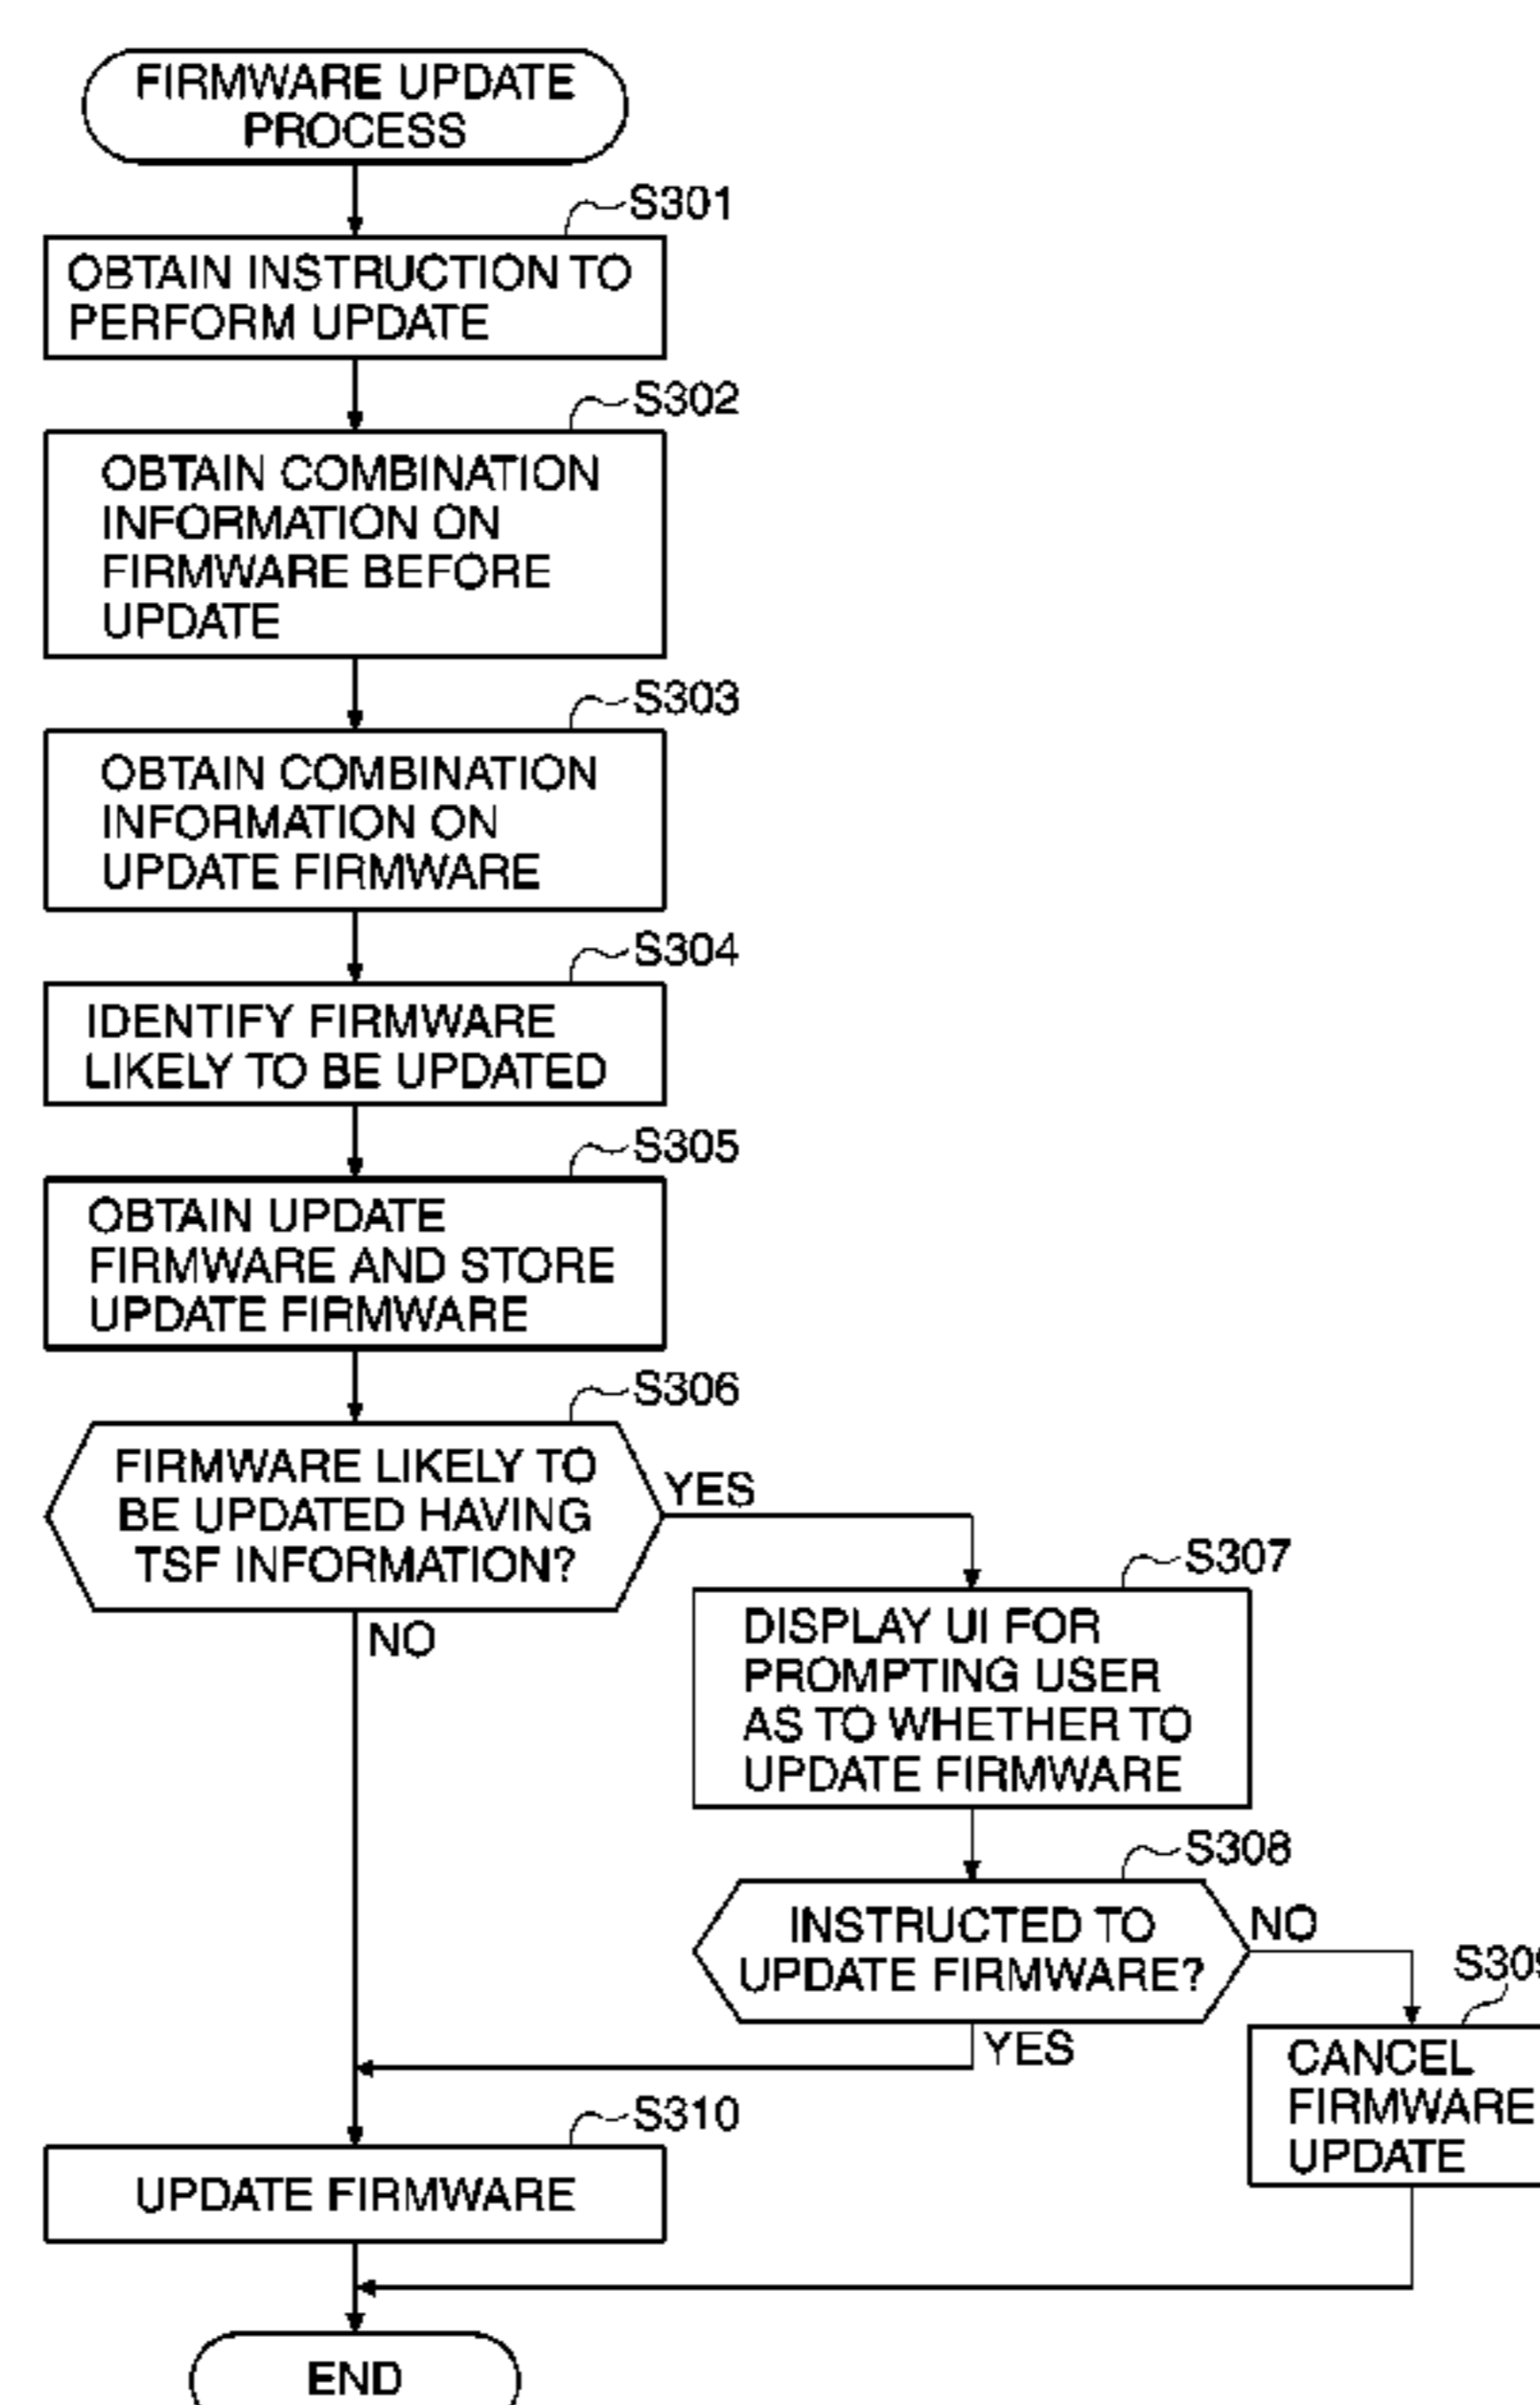 FIRMWARE UPDATE
PROCESS
S301
OBTAIN INSTRUCTION TO
PERFORM UPDATE
S302
OBTAIN COMBINATION
INFORMATION ON
FIRMWARE BEFORE
UPDATE
S303
OBTAIN COMBINATION
INFORMATION ON
UPDATE FIRMWARE
S304
IDENTIFY FIRMWARE
LIKELY TO BE UPDATED
S305
OBTAIN UPDATE
FIRMWARE AND STORE
UPDATE FIRMWARE
S306
FIRMWARE LIKELY TO
BE UPDATED HAVING
TSF INFORMATION?
YES
NO
S307
DISPLAY UI FOR
PROMPTING USER
AS TO WHETHER TO
UPDATE FIRMWARE
S308
INSTRUCTED TO
UPDATE FIRMWARE?
NO
YES
S309
CANCEL
FIRMWARE
UPDATE
S310
UPDATE FIRMWARE
END